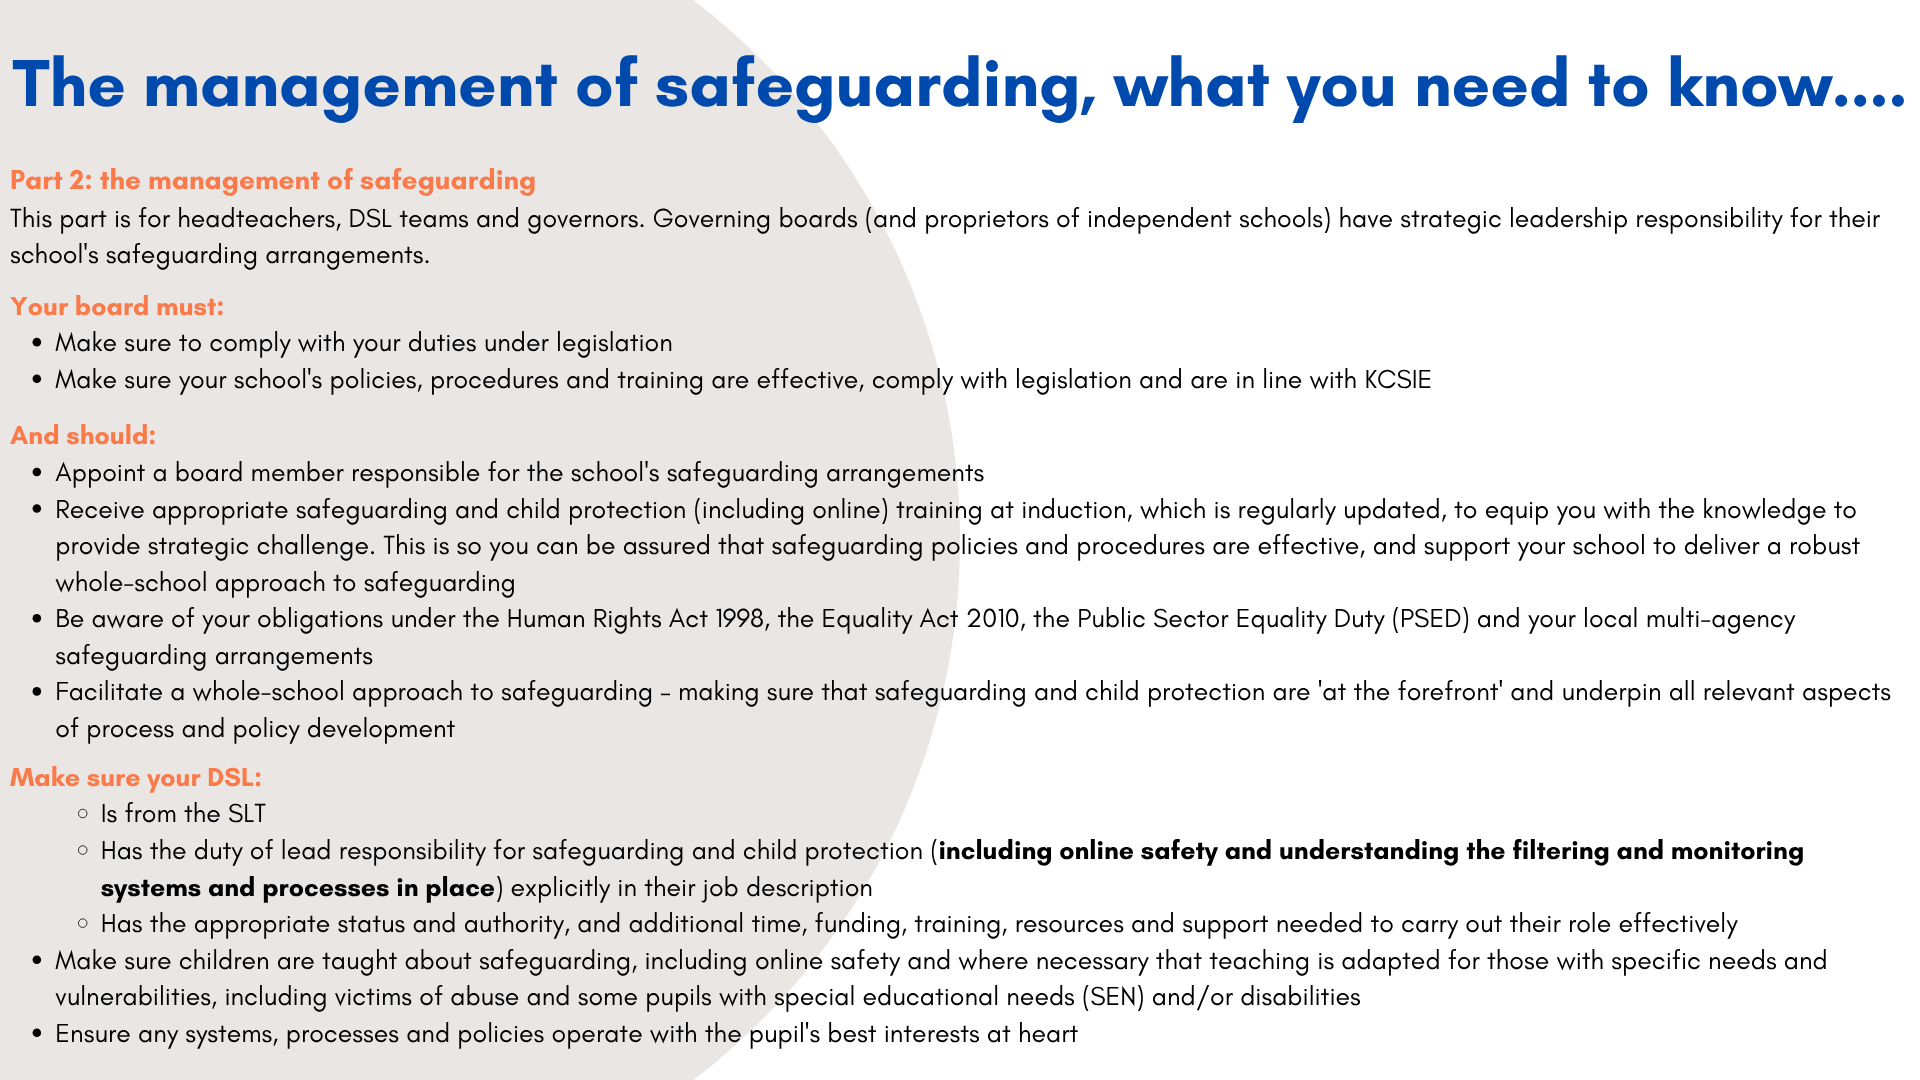 The management of safeguarding, what you need to know....
Part 2: the management of safeguarding
This part is for headteachers, DSL teams and governors. Governing boards (and proprietors of independent schools) have strategic leadership responsibility for their
school's safeguarding arrangements.
Your board must:
• Make sure to comply with your duties under legislation
• Make sure your school's policies, procedures and training are effective, comply with legislation and are in line with KCSIE
And should:
• Appoint a board member responsible for the school's safeguarding arrangements
• Receive appropriate safeguarding and child protection (including online) training at induction, which is regularly updated, to equip you with the knowledge to
provide strategic challenge. This is so you can be assured that safeguarding policies and procedures are effective, and support your school to deliver a robust
whole-school approach to safeguarding
• Be aware of your obligations under the Human Rights Act 1998, the Equality Act 2010, the Public Sector Equality Duty (PSED) and your local multi-agency
safeguarding arrangements
• Facilitate a whole-school approach to safeguarding - making sure that safeguarding and child protection are 'at the forefront' and underpin all relevant aspects
of process and policy development
Make sure your DSL:
◦ Is from the SLT
◦ Has the duty of lead responsibility for safeguarding and child protection (including online safety and understanding the filtering and monitoring
systems and processes in place) explicitly in their job description
◦ Has the appropriate status and authority, and additional time, funding, training, resources and support needed to carry out their role effectively
• Make sure children are taught about safeguarding, including online safety and where necessary that teaching is adapted for those with specific needs and
vulnerabilities, including victims of abuse and some pupils with special educational needs (SEN) and/or disabilities
• Ensure any systems, processes and policies operate with the pupil's best interests at heart